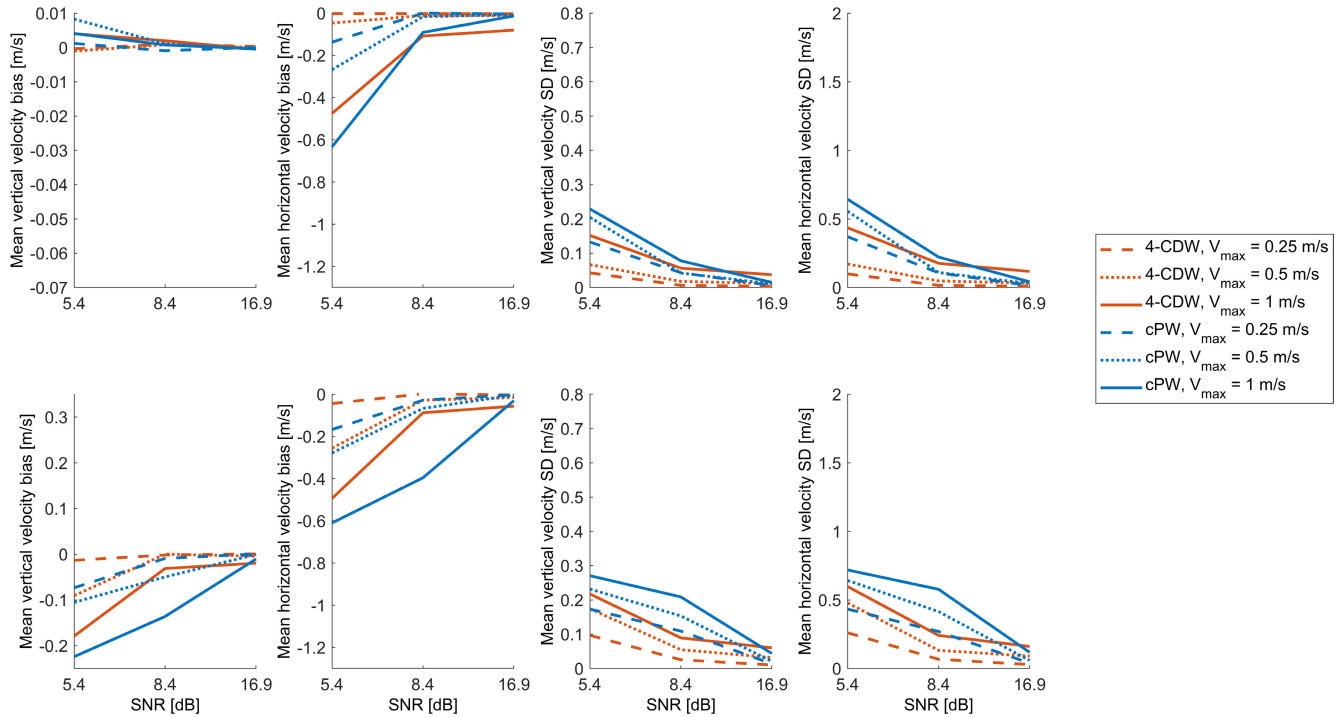 Mean vertical velocity bias [m/s]
0.01
0
-0.01
-0.02
-0.03
-0.04
-0.05
-0.06
-0.07
5.4 8.4 16.9
Mean horizontal velocity bias [m/s]
0
-0.2
-0.4
-0.6
-0.8
-1
-1.2
5.4 8.4 16.9
Mean vertical velocity SD [m/s]
0.8
0.7
0.6
0.5
0.4
0.3
0.2
0.1
0
5.4 8.4 16.9
Mean horizontal velocity SD [m/s]
2
1.5
1
0.5
0
5.4 8.4 16.9
4-CDW, Vmax = 0.25 m/s
4-CDW, Vmax = 0.5 m/s
4-CDW, Vmax = 1 m/s
cPW, Vmax = 0.25 m/s
cPW, Vmax = 0.5 m/s
cPW, Vmax = 1 m/s
Mean vertical velocity bias [m/s]
0.3
0.2
0.1
0
-0.1
-0.2
5.4 8.4 16.9
SNR [dB]
Mean horizontal velocity bias [m/s]
0
-0.2
-0.4
-0.6
-0.8
-1
-1.2
5.4 8.4 16.9
SNR [dB]
Mean vertical velocity SD [m/s]
0.8
0.7
0.6
0.5
0.4
0.3
0.2
0.1
0
5.4 8.4 16.9
SNR [dB]
Mean horizontal velocity SD [m/s]
2
1.5
1
0.5
0
5.4 8.4 16.9
SNR [dB]